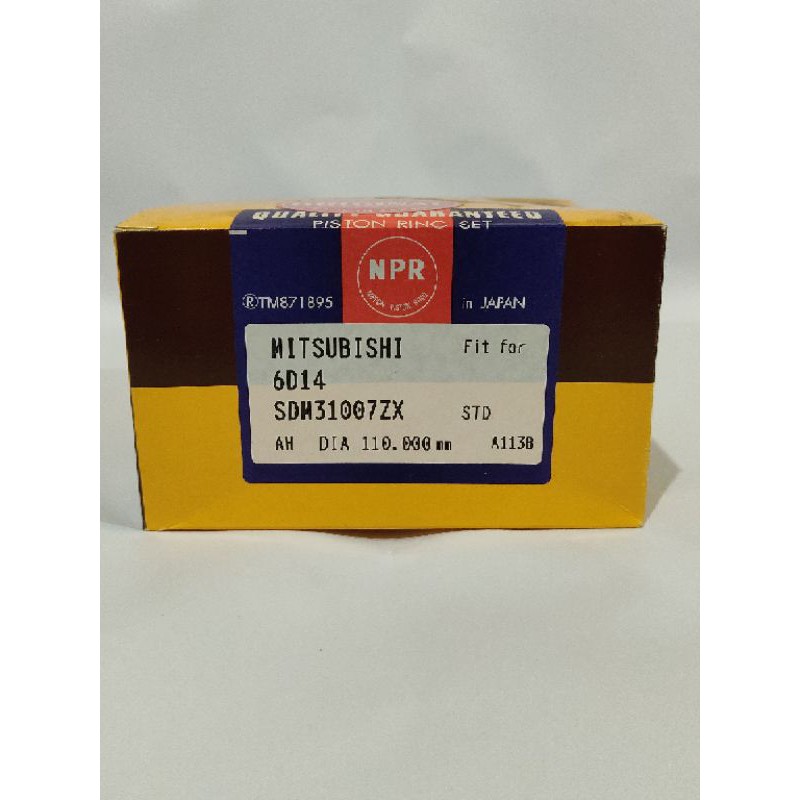 QUALITY GUARANTEED
PISTON RING SET
NPR
®TM871895
in JAPAN
MITSUBISHI Fit for
6D14
SDM31007ZX STD
AH DIA 110.000 mm A113B